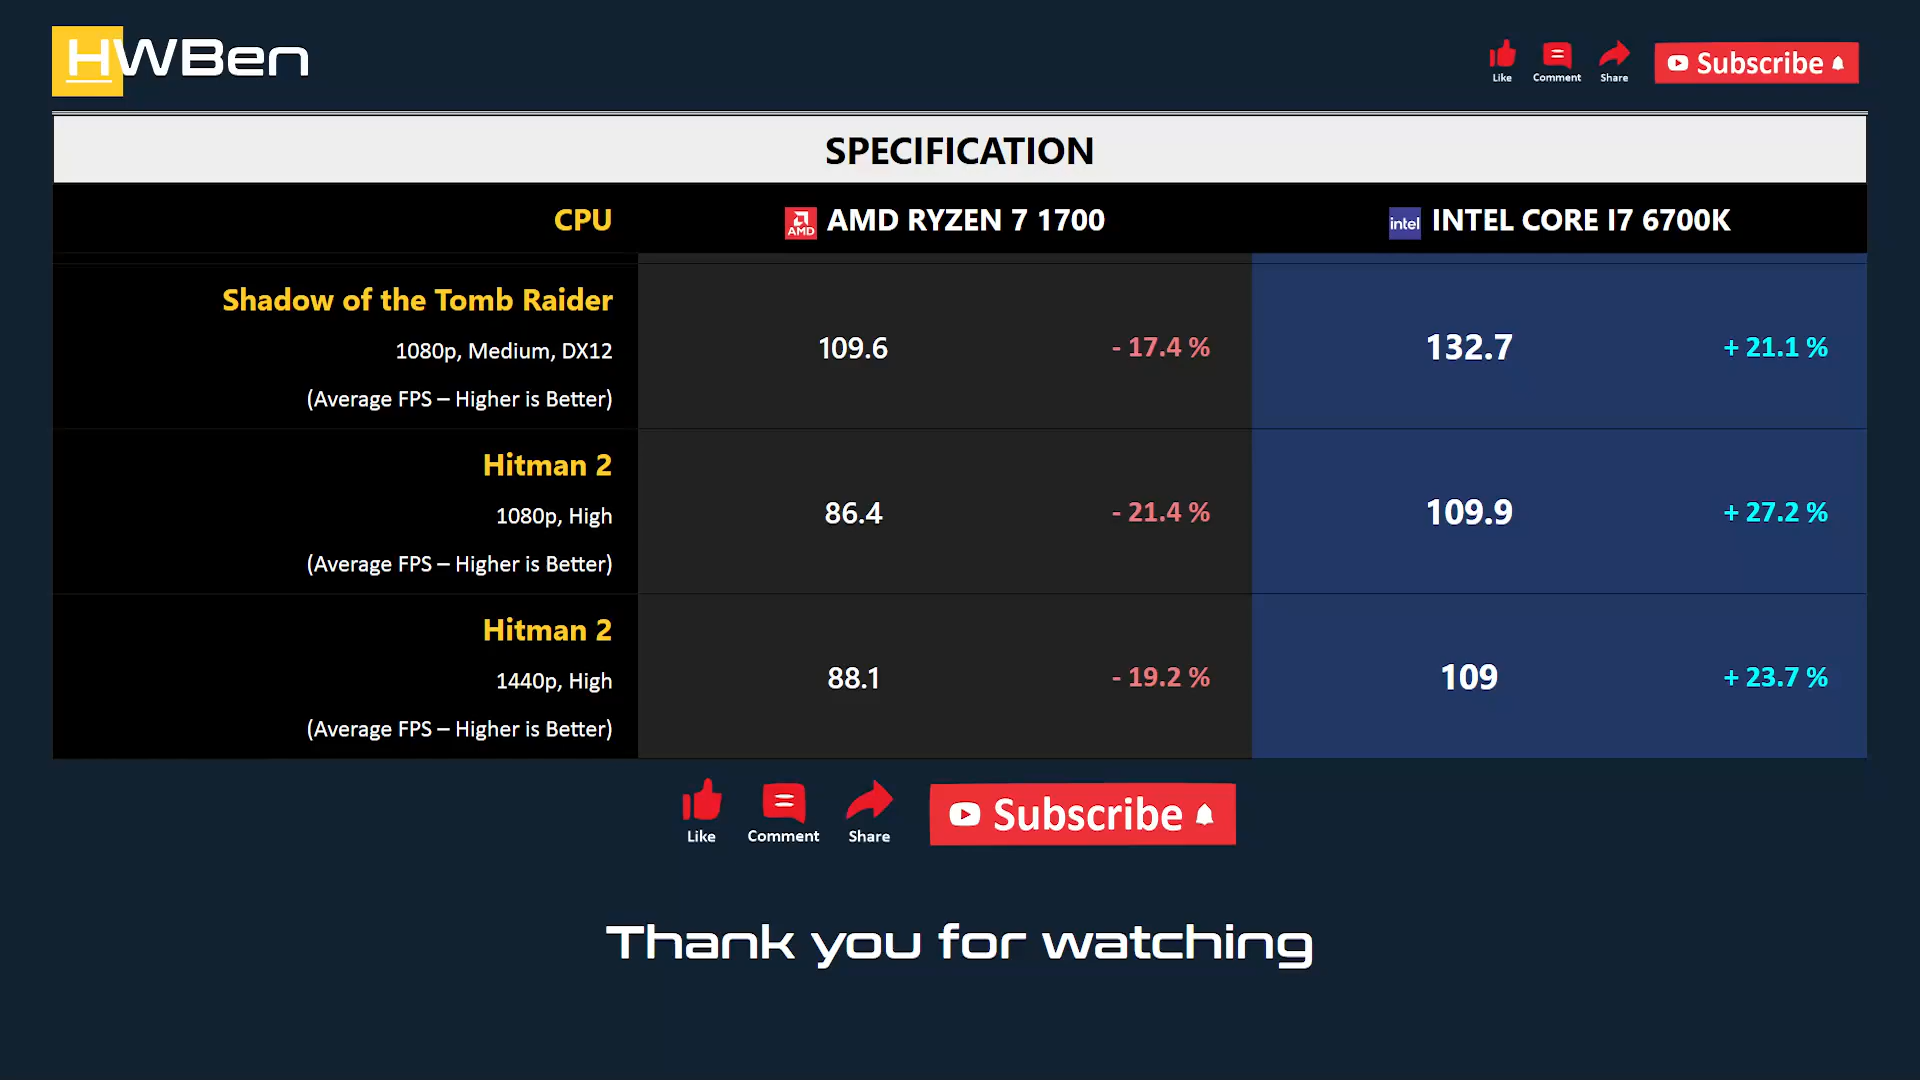 HWBen
Like Comment Share Subscribe
SPECIFICATION
CPU AMD AMD RYZEN 7 1700 intel INTEL CORE I7 6700K
Shadow of the Tomb Raider
1080p, Medium, DX12
(Average FPS – Higher is Better)
109.6 - 17.4 % 132.7 + 21.1 %
Hitman 2
1080p, High
(Average FPS – Higher is Better)
86.4 - 21.4 % 109.9 + 27.2 %
Hitman 2
1440p, High
(Average FPS – Higher is Better)
88.1 - 19.2 % 109 + 23.7 %
Like Comment Share Subscribe
Thank you for watching